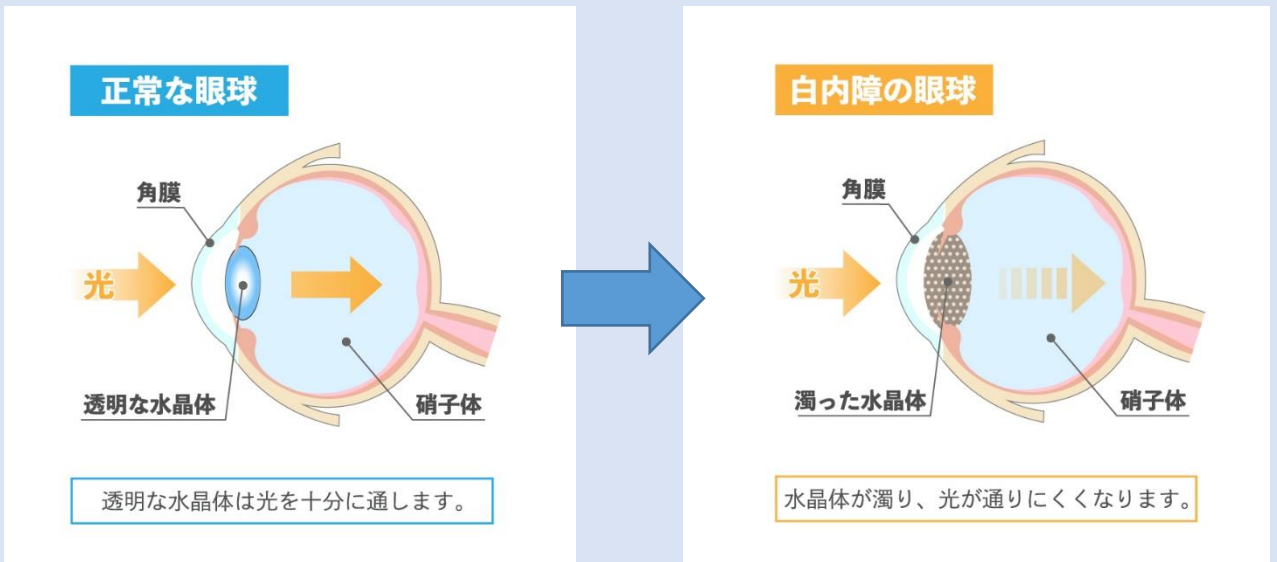 正常な眼球
角膜
光
透明な水晶体
硝子体
透明な水晶体は光を十分に通します。
白内障の眼球
角膜
光
濁った水晶体
硝子体
水晶体が濁り、光が通りにくくなります。